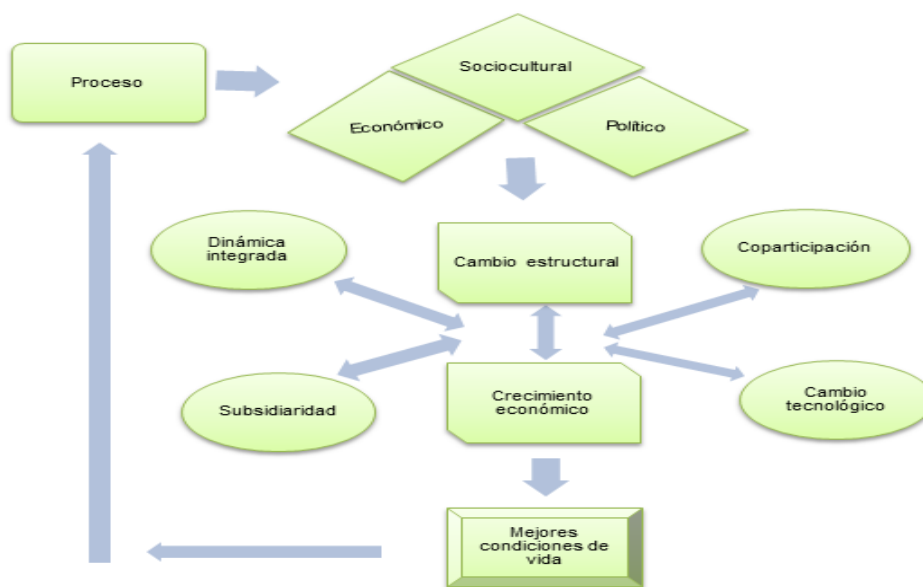 Proceso
Sociocultural
Económico
Político
Dinámica
integrada
Cambio estructural
Coparticipación
Subsidiaridad
Crecimiento
económico
Cambio
tecnológico
Mejores
condiciones de
vida